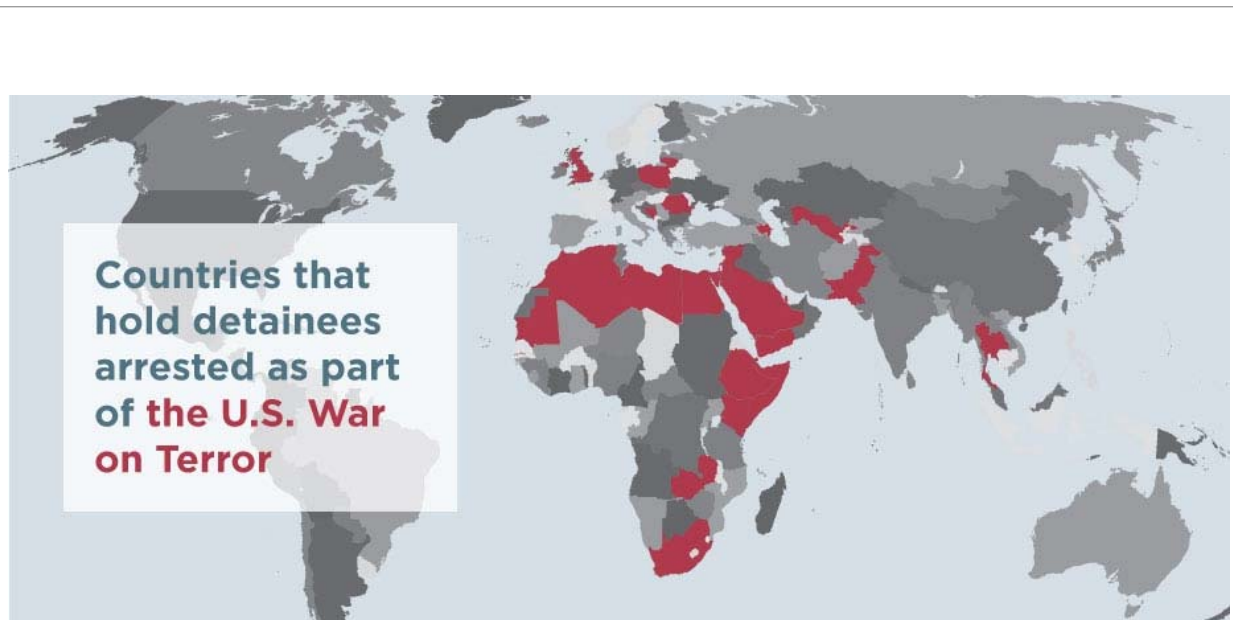 Countries that
hold detainees
arrested as part
of the U.S. War
on Terror